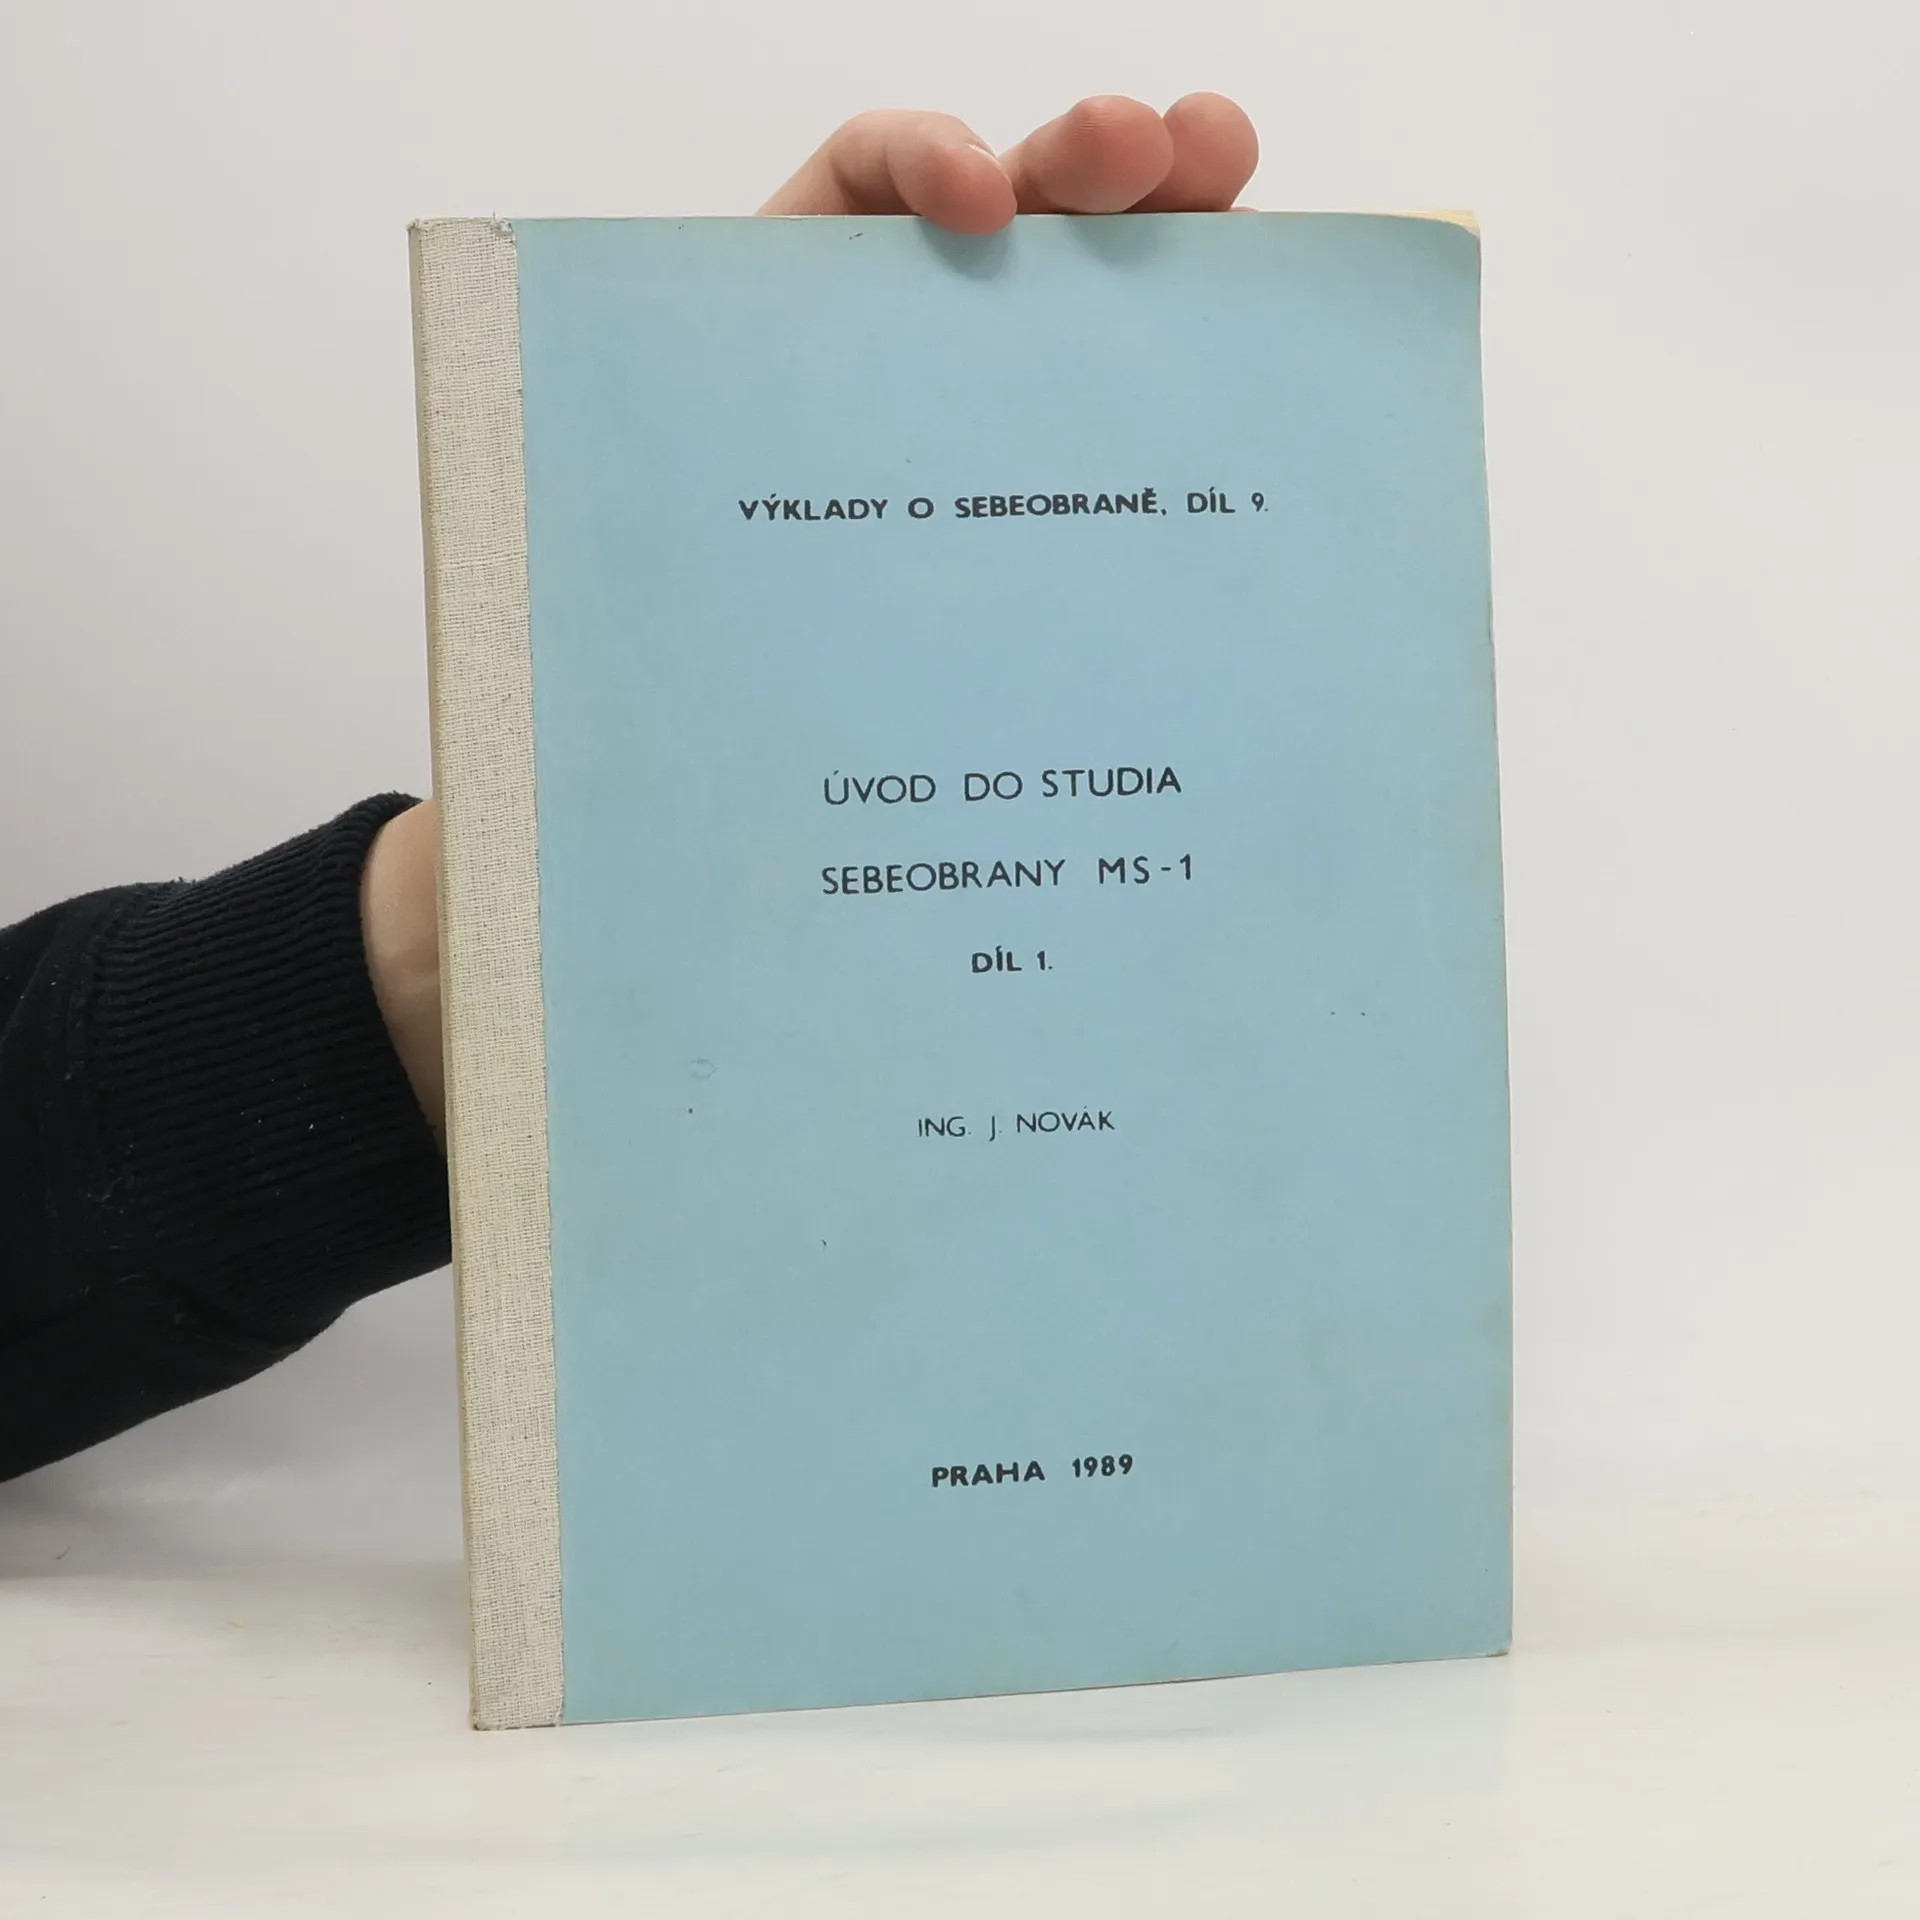 VÝKLADY O SEBEOBRANĚ, DÍL 9.
ÚVOD DO STUDIA
SEBEOBRANY MS-1
DÍL 1.
ING. J. NOVÁK
PRAHA 1989